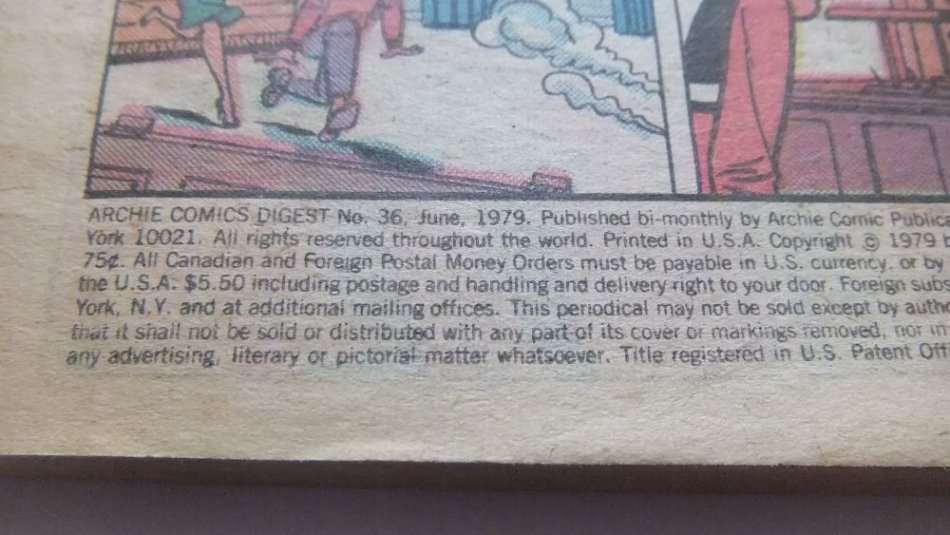 ARCHIE COMICS DIGEST No. 36, June, 1979. Published bi-monthly by Archie Comic Public
York 10021. All rights reserved throughout the world. Printed in U.S.A. Copyright © 1979
75¢. All Canadian and Foreign Postal Money Orders must be payable in U.S. currency, or by
the U.S.A. $5.50 including postage and handling and delivery right to your door. Foreign subs
York, N.Y. and at additional mailing offices. This periodical may not be sold except by auth
that it shall not be sold or distributed with any part of its cover or markings removed, nor in
any advertising, literary or pictorial matter whatsoever. Title registered in U.S. Patent Off